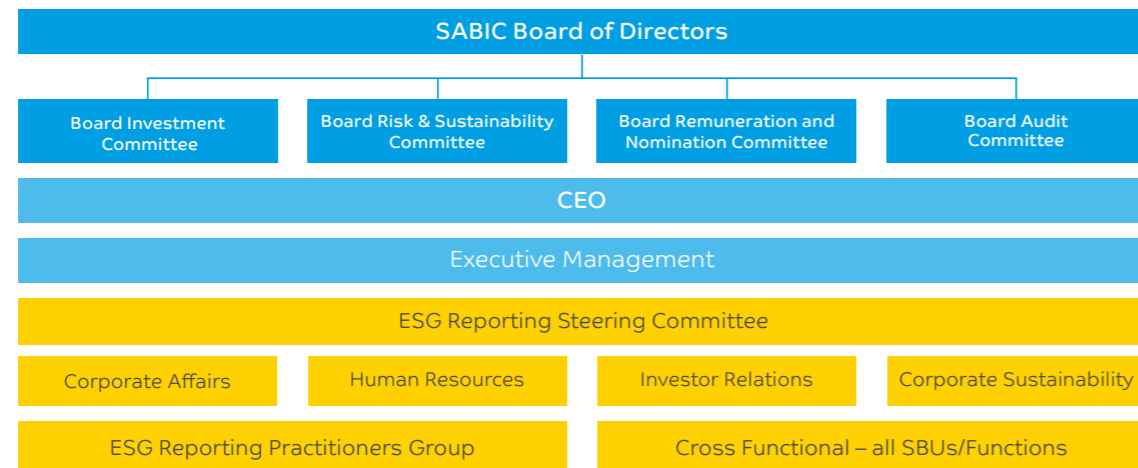 SABIC Board of Directors
Board Investment
Committee
Board Risk & Sustainability
Committee
Board Remuneration and
Nomination Committee
Board Audit
Committee
CEO
Executive Management
ESG Reporting Steering Committee
Corporate Affairs
Human Resources
Investor Relations
Corporate Sustainability
ESG Reporting Practitioners Group
Cross Functional – all SBUs/Functions